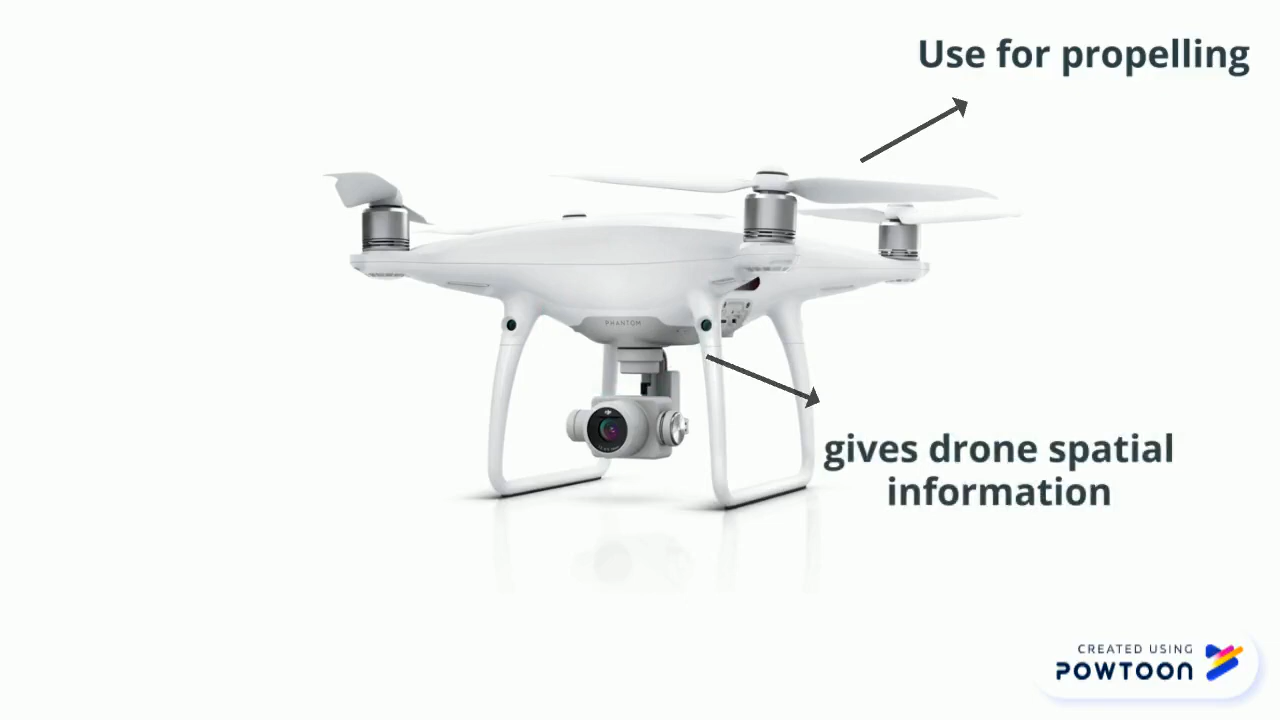 Use for propelling
PHANTOM
gives drone spatial
information
CREATED USING
POWTOON